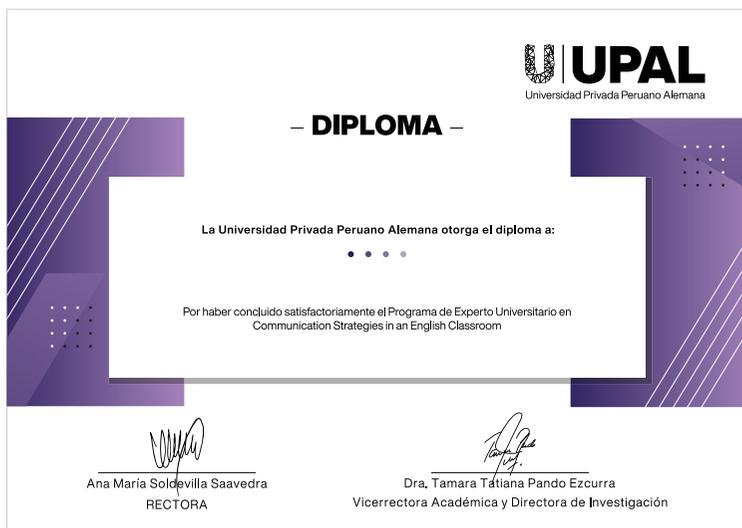 UPAL
Universidad Privada Peruano Alemana
– DIPLOMA –
La Universidad Privada Peruano Alemana otorga el diploma a:
Por haber concluido satisfactoriamente el Programa de Experto Universitario en
Communication Strategies in an English Classroom
Ana María Soldevilla Saavedra
RECTORA
Dra. Tamara Tatiana Pando Ezcurra
Vicerrectora Académica y Directora de Investigación